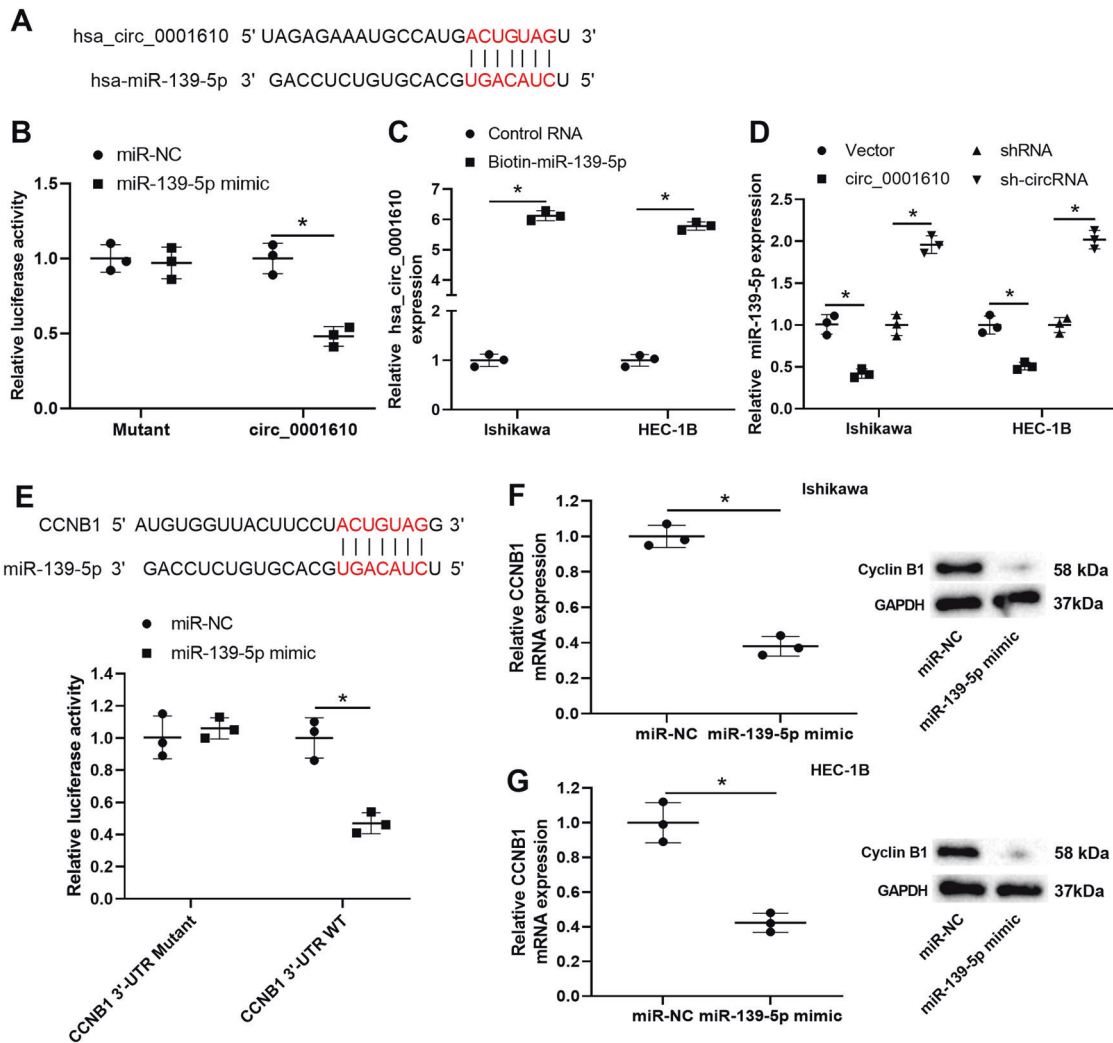 A
hsa_circ_0001610 5' UAGAGAAAUGCCAUGACUGUAGU 3'
hsa-miR-139-5p 3' GACCUCUGUGCACGUGACAUCU 5'
B
miR-NC
miR-139-5p mimic
Relative luciferase activity
1.5
1.0
0.5
0.0
*
Mutant circ_0001610
C
Control RNA
Biotin-miR-139-5p
Relative hsa_circ_0001610
expression
7
6
5
4
1
0
* *
Ishikawa HEC-1B
D
Vector shRNA
circ_0001610 sh-circRNA
Relative miR-139-5p expression
2.5
2.0
1.5
1.0
0.5
0.0
* * * *
Ishikawa HEC-1B
E
CCNB1 5' AUGUGGUUACUUCCUACUGUAGG 3'
miR-139-5p 3' GACCUCUGUGCACGUGACAUCU 5'
miR-NC
miR-139-5p mimic
Relative luciferase activity
1.4
1.2
1.0
0.8
0.6
0.4
0.2
0.0
*
CCNB1 3'-UTR Mutant
CCNB1 3'-UTR WT
F
Ishikawa
Relative CCNB1
mRNA expression
1.2
1.0
0.8
0.6
0.4
0.2
0.0
*
miR-NC miR-139-5p mimic
Cyclin B1 58 kDa
GAPDH 37kDa
miR-NC
miR-139-5p mimic
G
HEC-1B
Relative CCNB1
mRNA expression
1.2
1.0
0.8
0.6
0.4
0.2
0.0
*
miR-NC miR-139-5p mimic
Cyclin B1 58 kDa
GAPDH 37kDa
miR-NC
miR-139-5p mimic